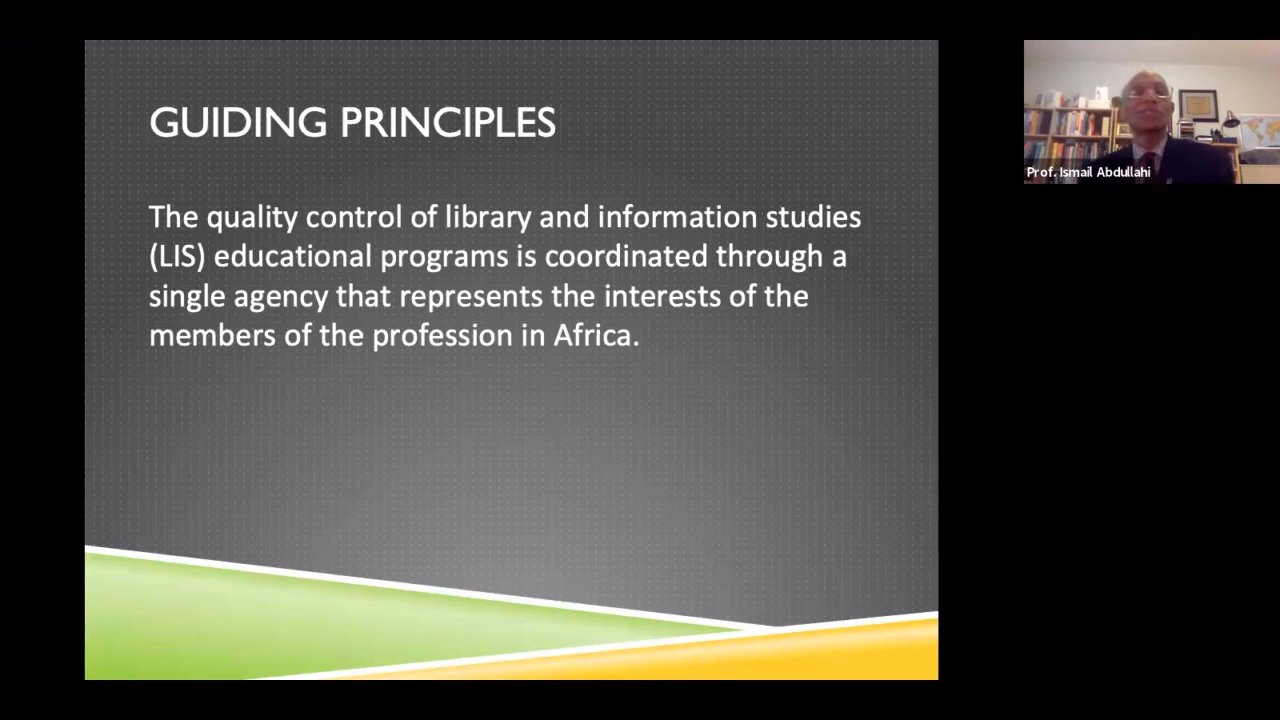 GUIDING PRINCIPLES
The quality control of library and information studies
(LIS) educational programs is coordinated through a
single agency that represents the interests of the
members of the profession in Africa.
Prof. Ismail Abdullahi